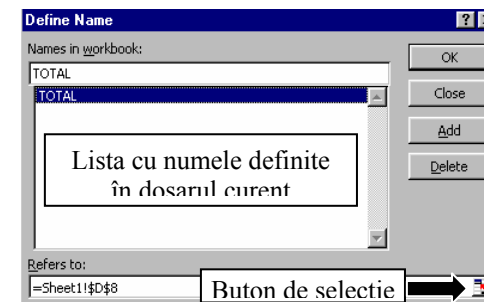 Define Name
Names in workbook:
TOTAL
TOTAL
OK
Close
Add
Delete
Lista cu numele definite
în dosarul curent
Refers to:
=Sheet1!$D$8
Buton de selectie